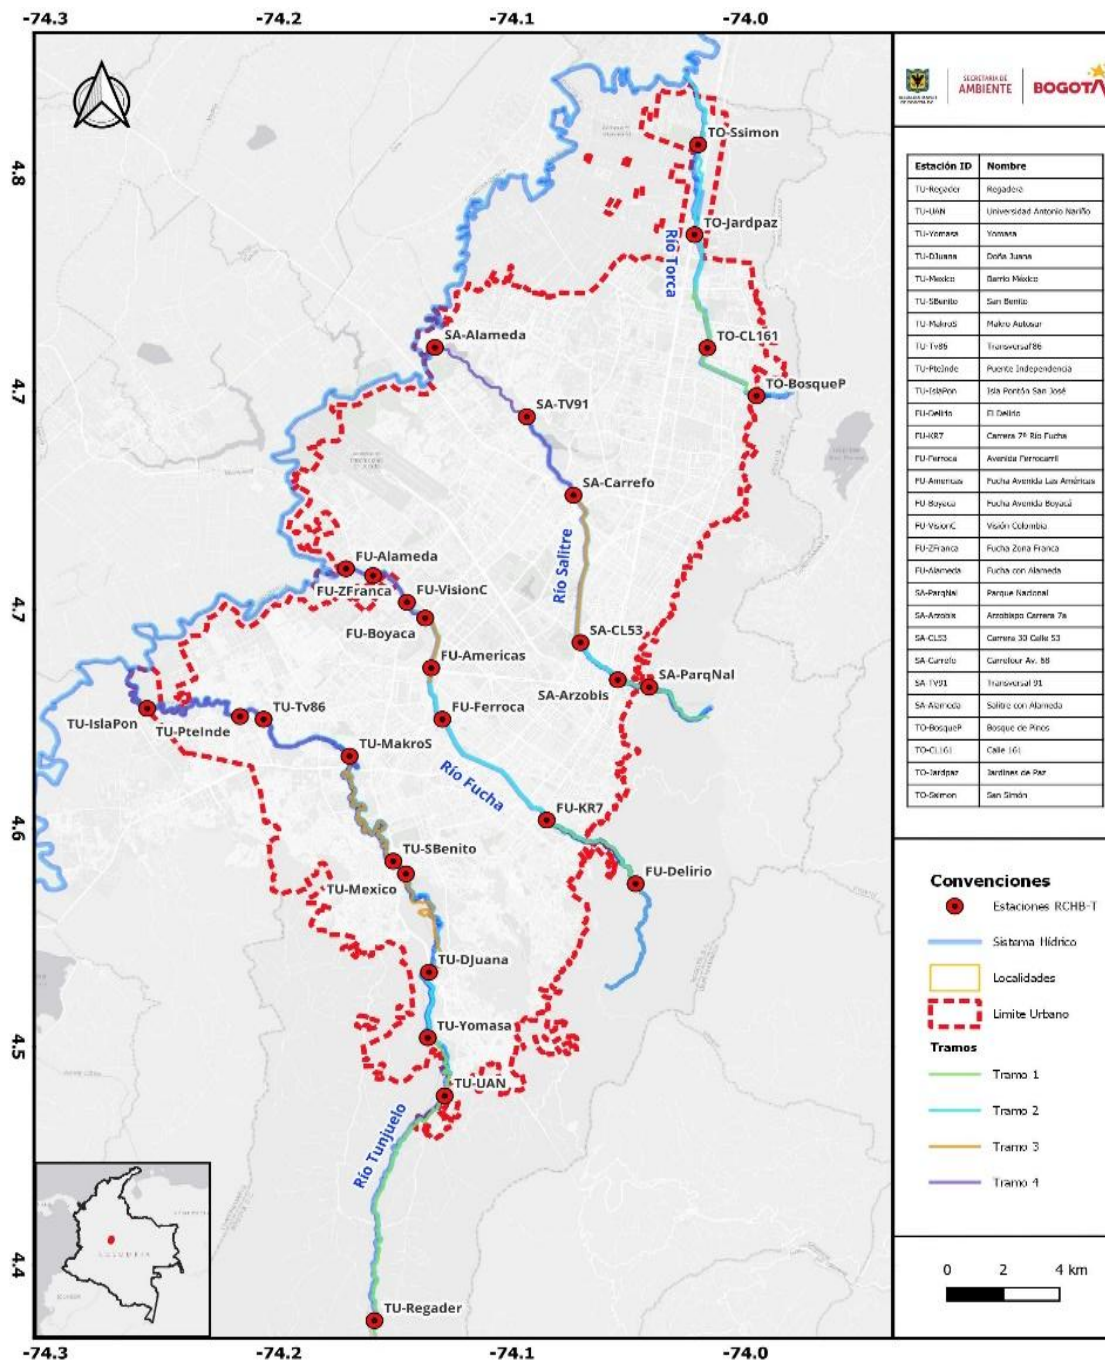 -74.3 -74.2 -74.1 -74.0
4.8
4.7
4.7
4.6
4.5
4.4
TO-Ssimon
TO-Jardpaz
Río Torca
TO-CL161
SA-Alameda
TO-BosqueP
SA-TV91
SA-Carrefo
Río Salitre
FU-Alameda
FU-ZFranca
FU-VisionC
FU-Boyaca
SA-CL53
FU-Americas
SA-ParqNal
SA-Arzobis
FU-Ferroca
TU-Tv86
TU-IslaPon
TU-PteInde
TU-MakroS
Río Fucha
FU-KR7
TU-SBenito
FU-Delirio
TU-Mexico
TU-DJuana
TU-Yomasa
TU-UAN
Río Tunjuelo
TU-Regader
COLOMBIA
-74.3 -74.2 -74.1 -74.0
SECRETARÍA DE
AMBIENTE
BOGOTÁ
Estación ID Nombre
TU-Regader Regadera
TU-UAN Universidad Antonio Nariño
TU-Yomasa Yomasa
TU-DJuana Doña Juana
TU-Mexico Barrio México
TU-SBenito San Benito
TU-MakroS Makro Autosur
TU-Tv86 Transversal 86
TU-PteInde Puente Independencia
TU-IslaPon Isla Pontón San José
FU-Delirio El Delirio
FU-KR7 Carrera 7ª Río Fucha
FU-Ferroca Avenida Ferrocarril
FU-Americas Fucha Avenida Las Américas
FU-Boyaca Fucha Avenida Boyacá
FU-VisionC Visión Colombia
FU-ZFranca Fucha Zona Franca
FU-Alameda Fucha con Alameda
SA-ParqNal Parque Nacional
SA-Arzobis Arzobispo Carrera 7a
SA-CL53 Carrera 30 Calle 53
SA-Carrefo Carrefour Av. 68
SA-TV91 Transversal 91
SA-Alameda Salitre con Alameda
TO-BosqueP Bosque de Pinos
TO-CL161 Calle 161
TO-Jardpaz Jardines de Paz
TO-Ssimon San Simón
Convenciones
Estaciones RCHB-T
Sistema Hídrico
Localidades
Limite Urbano
Tramos
Tramo 1
Tramo 2
Tramo 3
Tramo 4
0 2 4 km